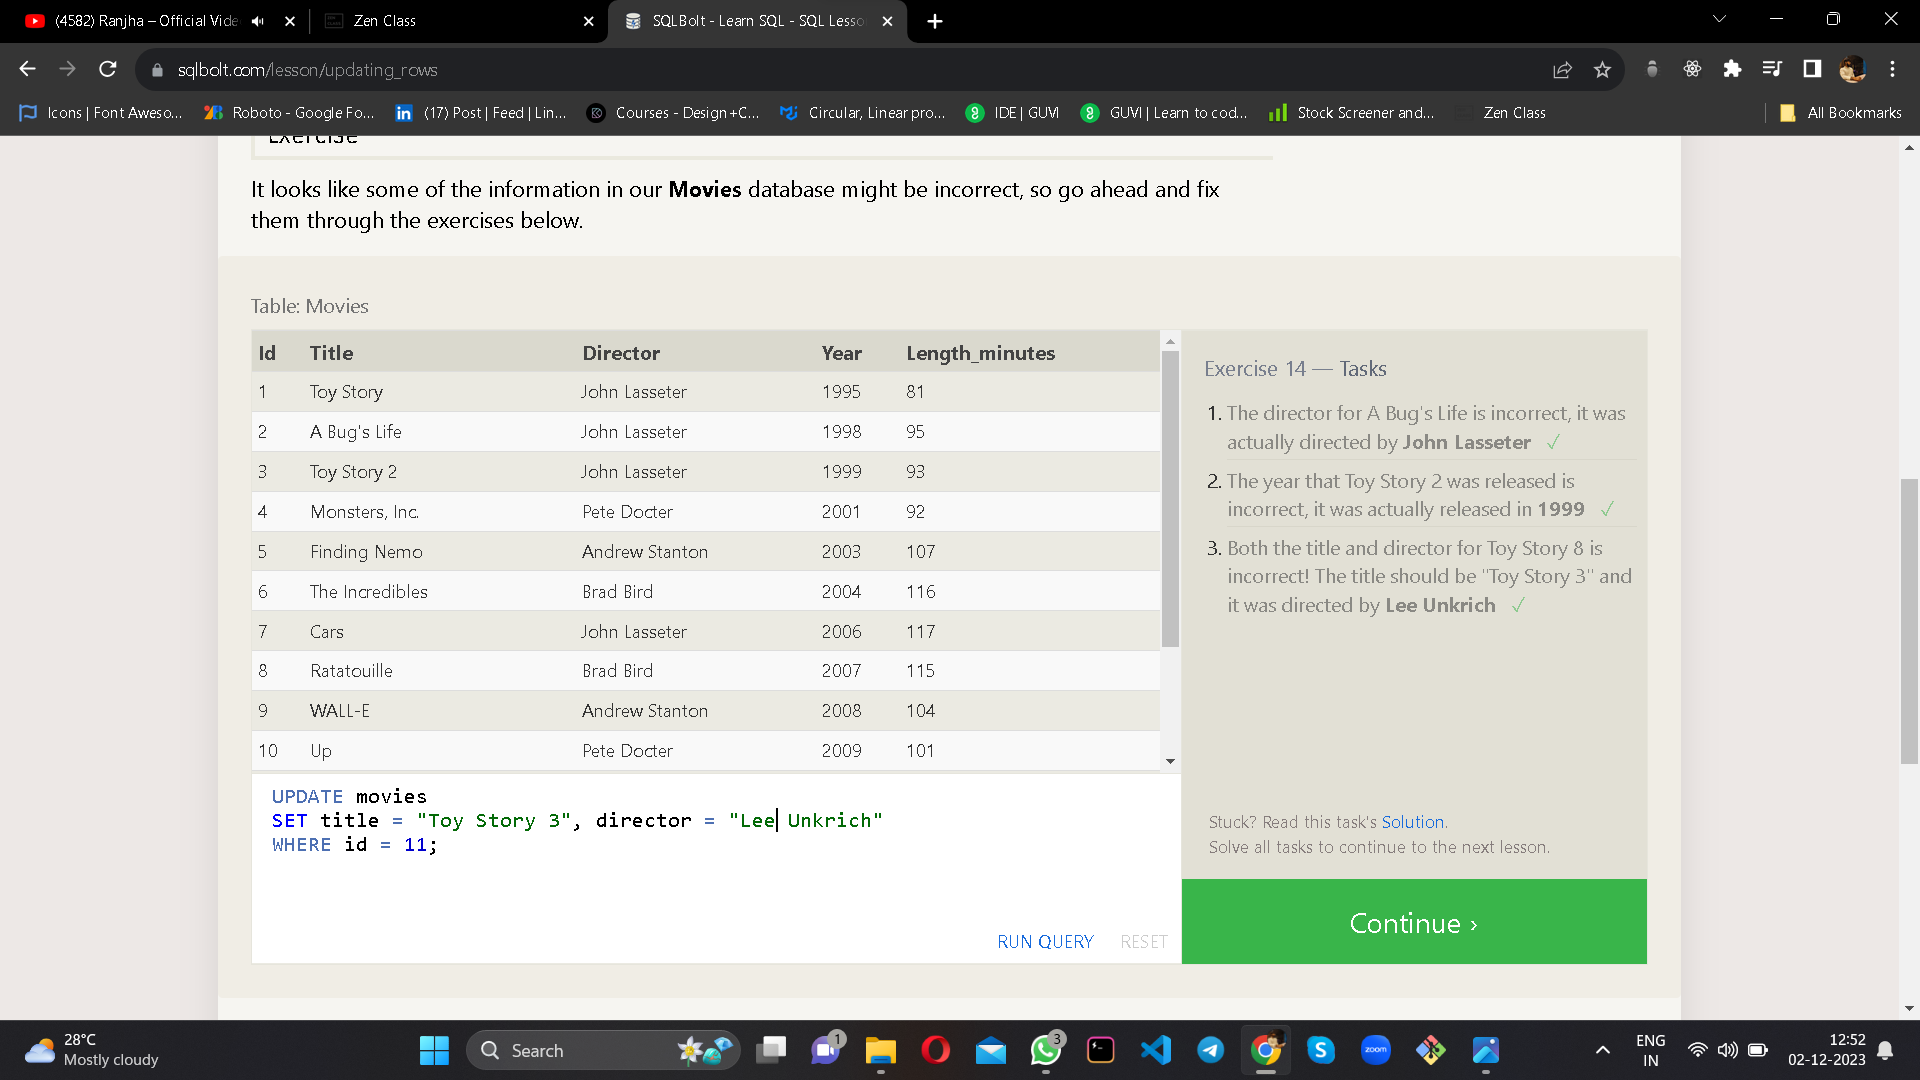 (4582) Ranjha – Official Vide
Zen Class
SQLBolt - Learn SQL - SQL Lesso
sqlbolt.com/lesson/updating_rows
Icons | Font Aweso...
Roboto - Google Fo...
(17) Post | Feed | Lin...
Courses - Design+C...
Circular, Linear pro...
IDE | GUVI
GUVI | Learn to cod...
Stock Screener and...
Zen Class
All Bookmarks
Exercise
It looks like some of the information in our Movies database might be incorrect, so go ahead and fix
them through the exercises below.
Table: Movies
Id Title Director Year Length_minutes
1 Toy Story John Lasseter 1995 81
2 A Bug's Life John Lasseter 1998 95
3 Toy Story 2 John Lasseter 1999 93
4 Monsters, Inc. Pete Docter 2001 92
5 Finding Nemo Andrew Stanton 2003 107
6 The Incredibles Brad Bird 2004 116
7 Cars John Lasseter 2006 117
8 Ratatouille Brad Bird 2007 115
9 WALL-E Andrew Stanton 2008 104
10 Up Pete Docter 2009 101
UPDATE movies
SET title = "Toy Story 3", director = "Lee Unkrich"
WHERE id = 11;
RUN QUERY RESET
Exercise 14 — Tasks
1. The director for A Bug's Life is incorrect, it was
actually directed by John Lasseter ✓
2. The year that Toy Story 2 was released is
incorrect, it was actually released in 1999 ✓
3. Both the title and director for Toy Story 8 is
incorrect! The title should be "Toy Story 3" and
it was directed by Lee Unkrich ✓
Stuck? Read this task's Solution.
Solve all tasks to continue to the next lesson.
Continue ›
28°C
Mostly cloudy
Search
1
3
zoom
ENG
IN
12:52
02-12-2023